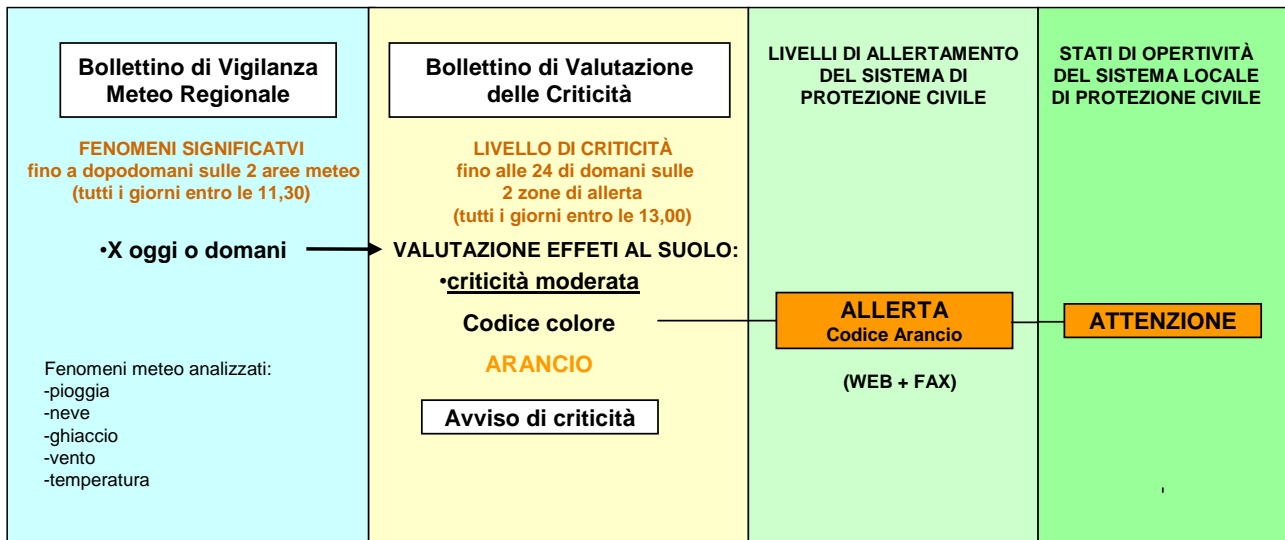 Bollettino di Vigilanza
Meteo Regionale
FENOMENI SIGNIFICATVI
fino a dopodomani sulle 2 aree meteo
(tutti i giorni entro le 11,30)
•X oggi o domani
Fenomeni meteo analizzati:
-pioggia
-neve
-ghiaccio
-vento
-temperatura
Bollettino di Valutazione
delle Criticità
LIVELLO DI CRITICITÀ
fino alle 24 di domani sulle
2 zone di allerta
(tutti i giorni entro le 13,00)
VALUTAZIONE EFFETI AL SUOLO:
•criticità moderata
Codice colore
ARANCIO
Avviso di criticità
LIVELLI DI ALLERTAMENTO
DEL SISTEMA DI
PROTEZIONE CIVILE
ALLERTA
Codice Arancio
(WEB + FAX)
STATI DI OPERTIVITÀ
DEL SISTEMA LOCALE
DI PROTEZIONE CIVILE
ATTENZIONE